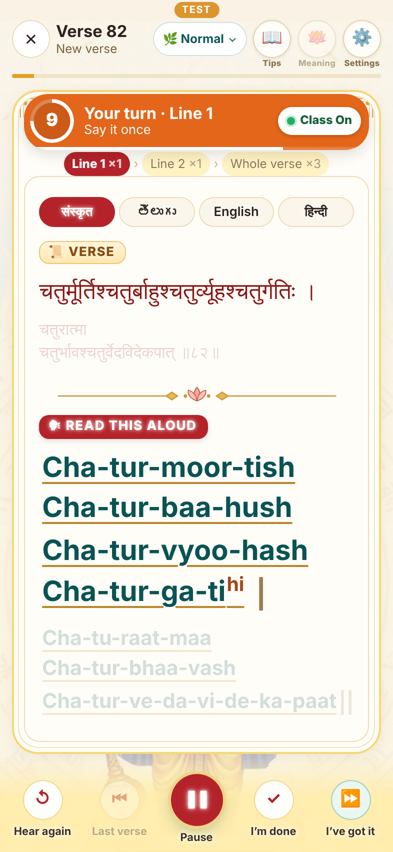 TEST
Verse 82
New verse
Normal
Tips
Meaning
Settings
9
Your turn · Line 1
Say it once
Class On
Line 1 ×1 › Line 2 ×1 › Whole verse ×3
संस्कृत
తెలుగు
English
हिन्दी
VERSE
चतुर्मूर्तिश्चतुर्बाहुश्चतुर्व्यूहश्चतुर्गतिः ।
चतुरात्मा
चतुर्भावश्चतुर्वेदविदेकपात् ॥८२॥
READ THIS ALOUD
Cha-tur-moor-tish
Cha-tur-baa-hush
Cha-tur-vyoo-hash
Cha-tur-ga-tihi |
Cha-tu-raat-maa
Cha-tur-bhaa-vash
Cha-tur-ve-da-vi-de-ka-paat||
Hear again
Last verse
Pause
I'm done
I've got it